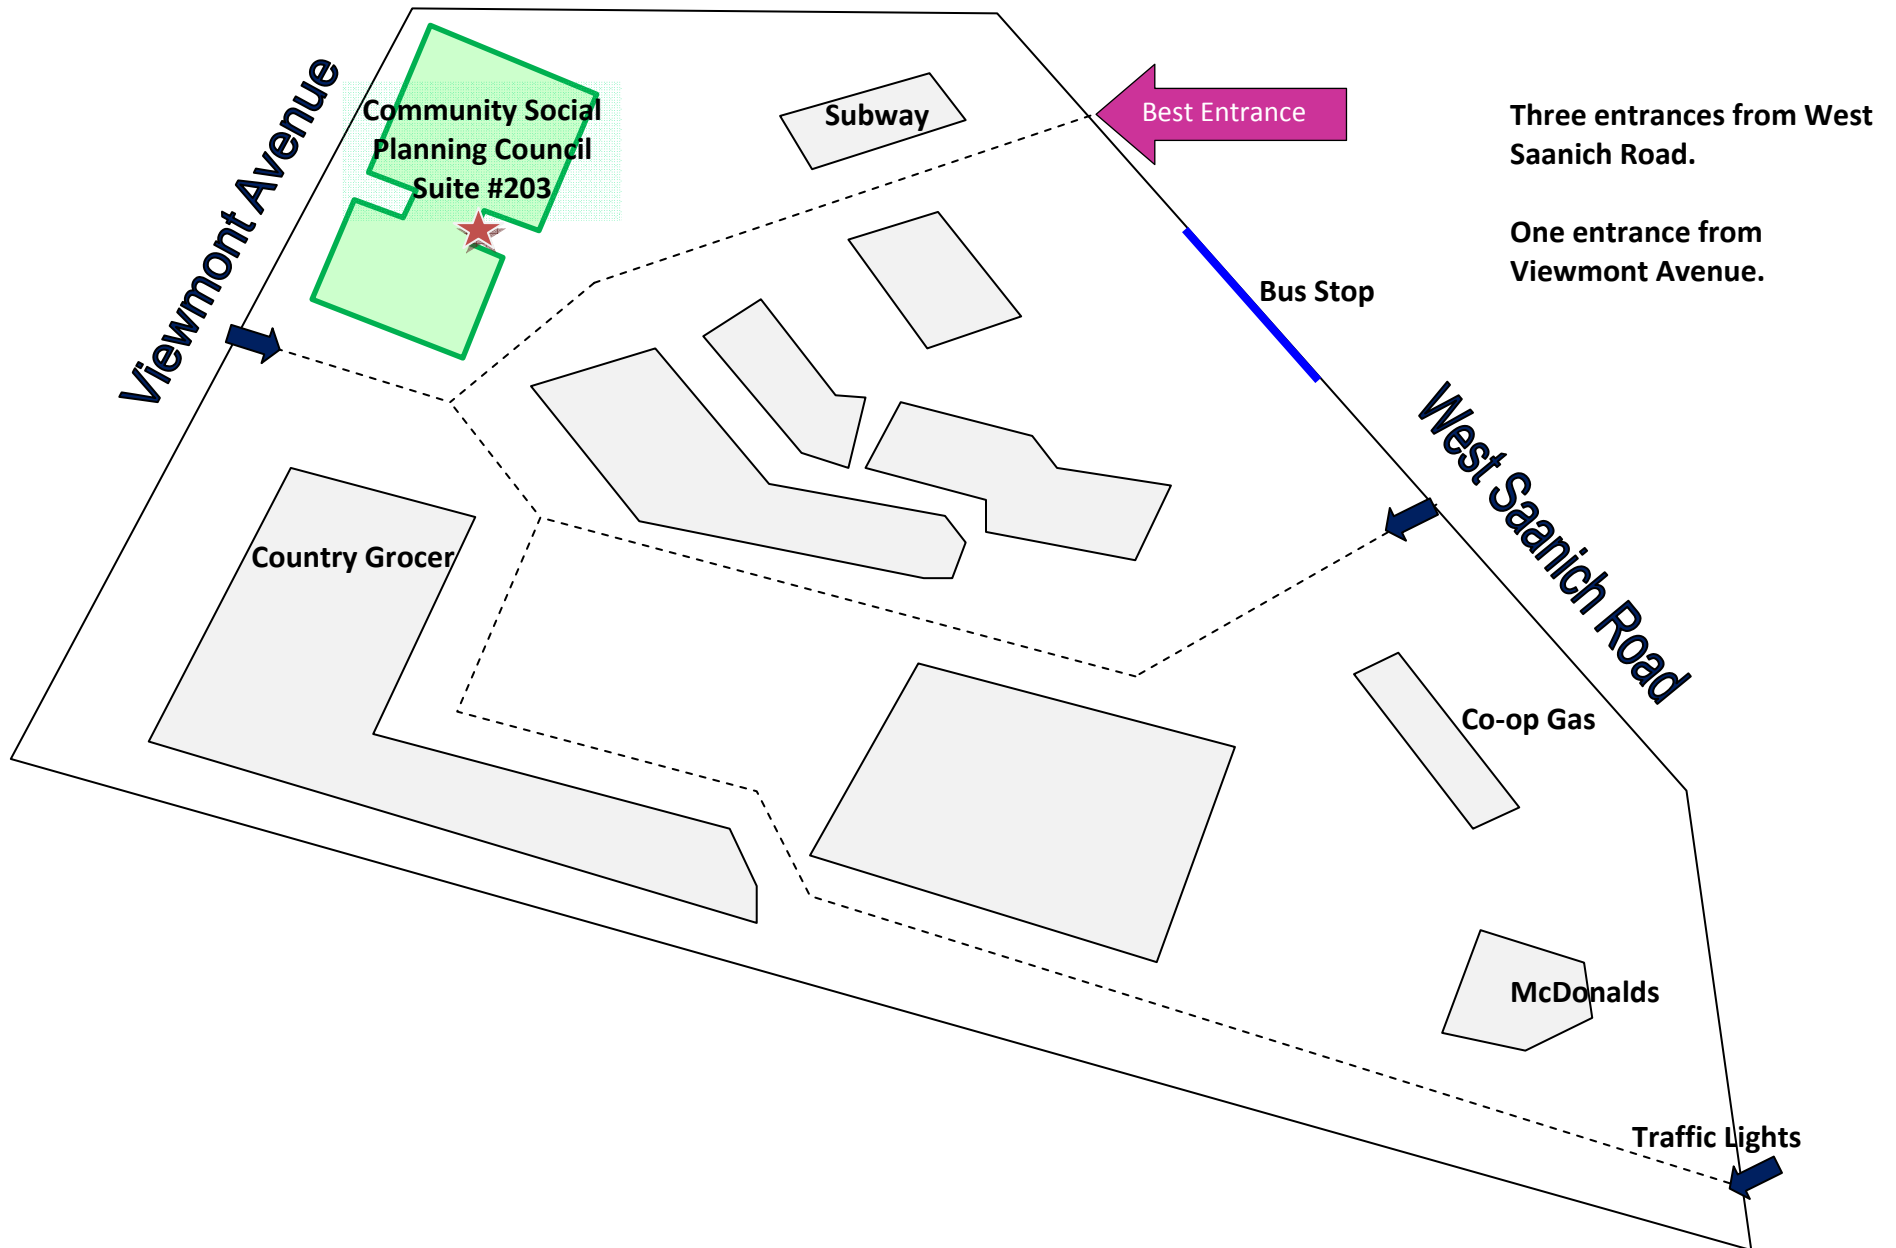 Viewmont Avenue
Community Social
Planning Council
Suite #203
Subway
Best Entrance
Three entrances from West
Saanich Road.
One entrance from
Viewmont Avenue.
Bus Stop
West Saanich Road
Country Grocer
Co-op Gas
McDonalds
Traffic Lights